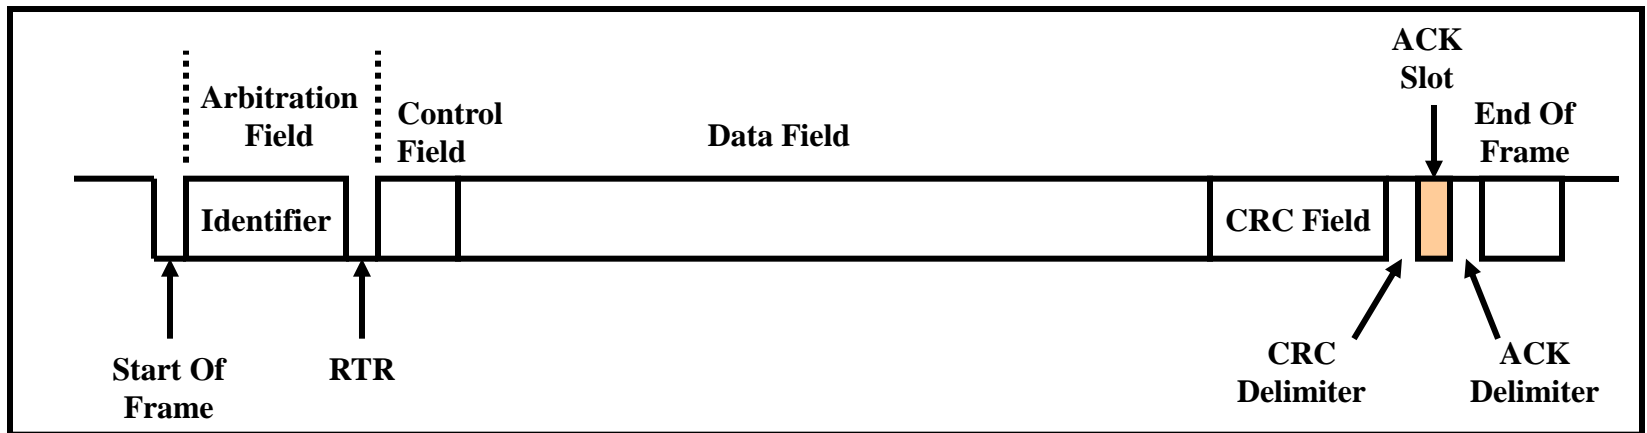 ACK
Slot
Arbitration
Field
Control
Field
Data Field
End Of
Frame
Identifier
CRC Field
Start Of
Frame
RTR
CRC
Delimiter
ACK
Delimiter